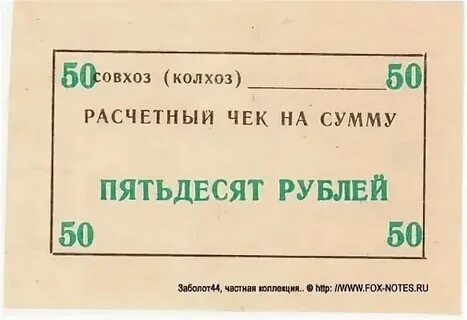 50 совхоз (колхоз) 50
РАСЧЕТНЫЙ ЧЕК НА СУММУ
ПЯТЬДЕСЯТ РУБЛЕЙ
50 50
Заболот44, частная коллекция.. © http: //WWW.FOX-NOTES.RU